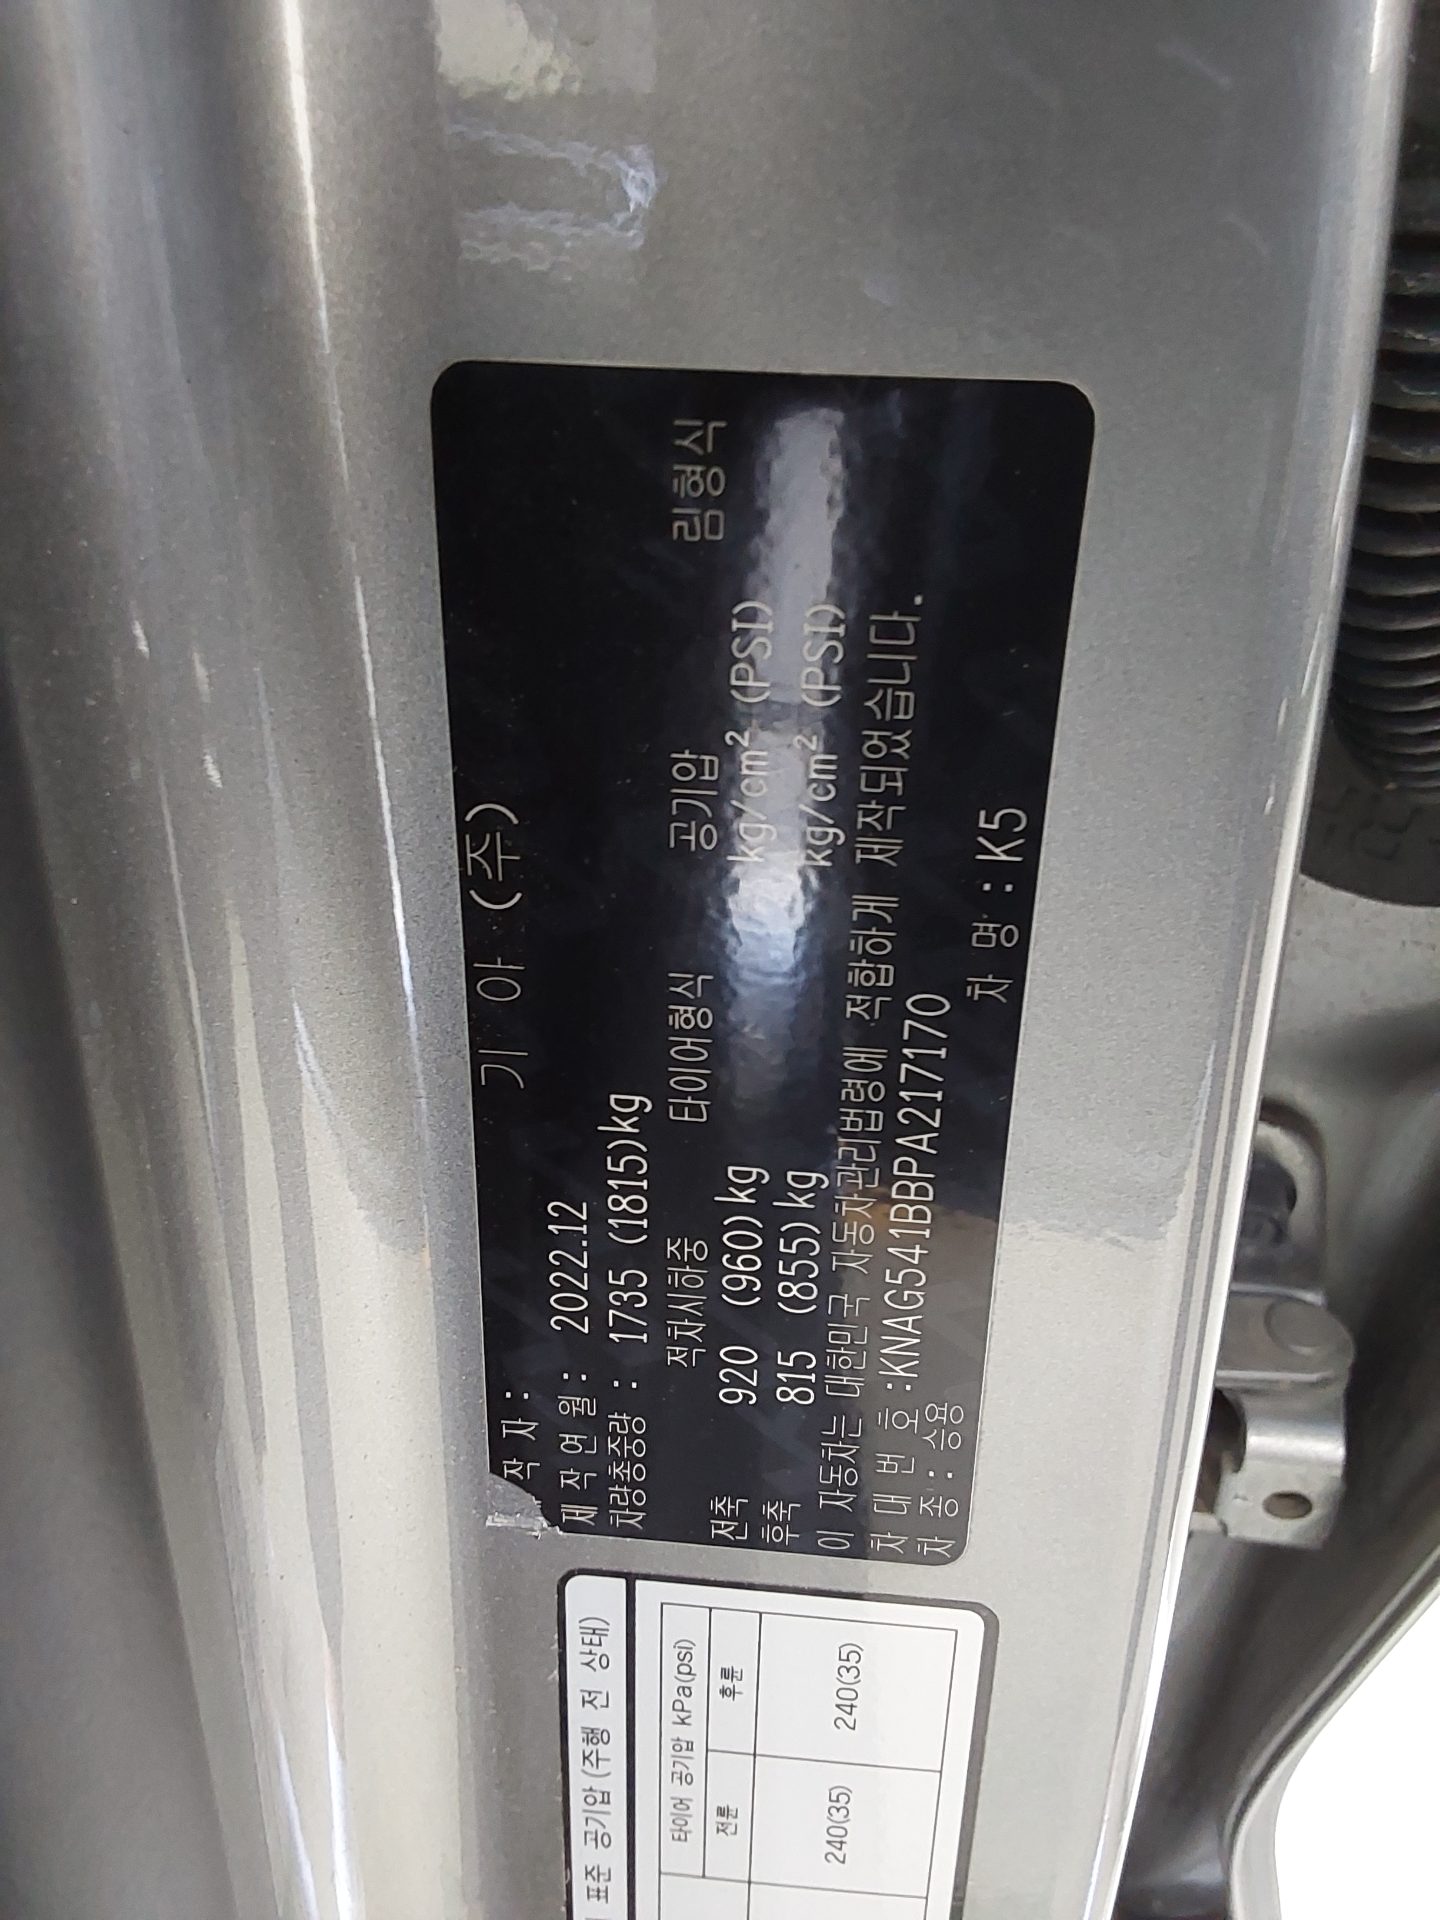 작 자 : 기 아 (주)
제 작 연 월 : 2022.12
차량총중량 : 1735 (1815)kg
적차시하중 타이어형식 공기압 림형식
전축 920 (960)kg kg/cm² (PSI)
후축 815 (855)kg kg/cm² (PSI)
이 자동차는 대한민국 자동차관리법령에 적합하게 제작되었습니다.
차 대 번 호 :KNAG541BBPA217170
차 종 : 승용 차 명 : K5
표준 공기압 (주행 전 상태)
타이어 공기압 kPa(psi)
전륜 후륜
240(35) 240(35)